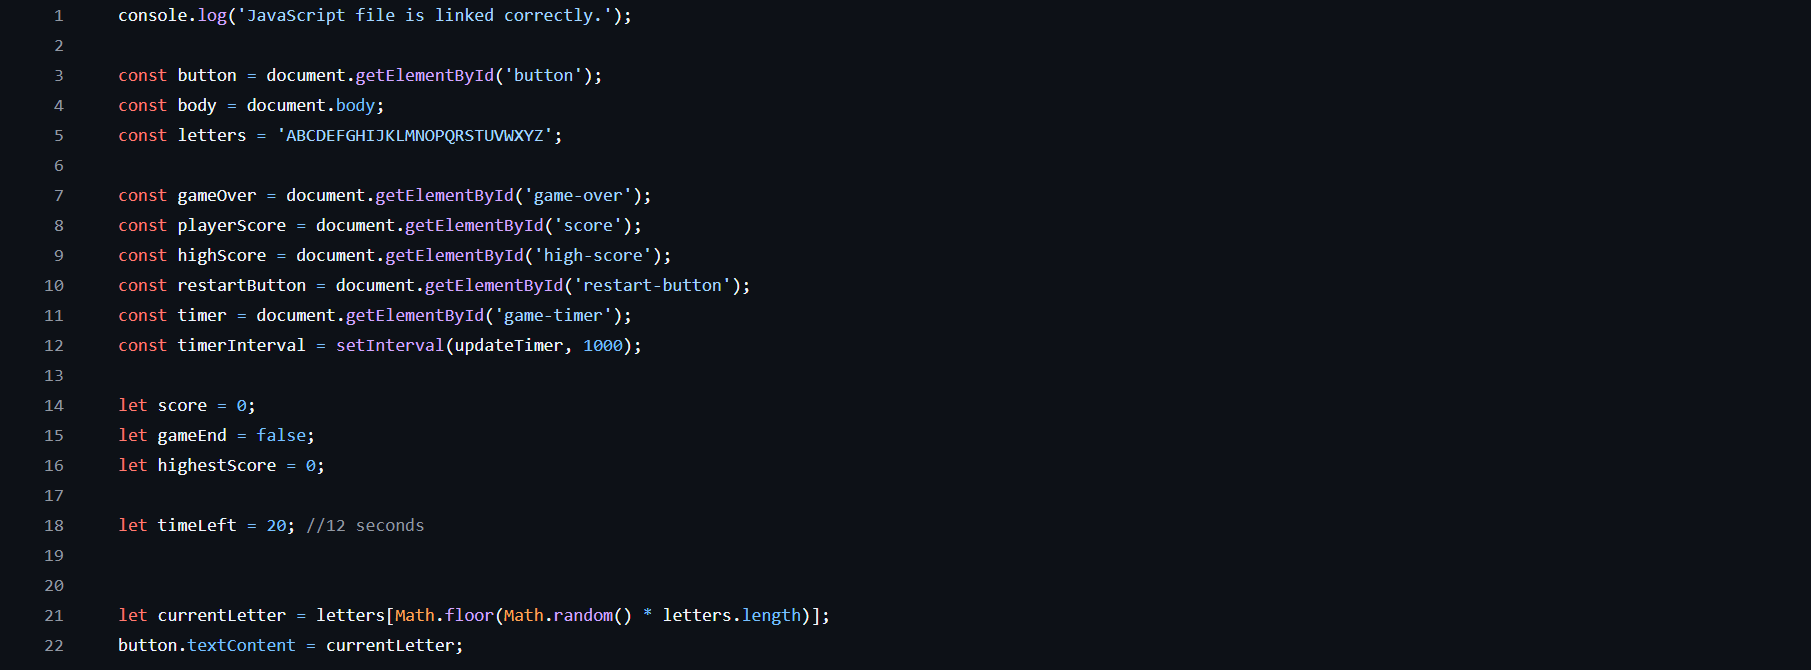 1 console.log('JavaScript file is linked correctly.');
2
3 const button = document.getElementById('button');
4 const body = document.body;
5 const letters = 'ABCDEFGHIJKLMNOPQRSTUVWXYZ';
6
7 const gameOver = document.getElementById('game-over');
8 const playerScore = document.getElementById('score');
9 const highScore = document.getElementById('high-score');
10 const restartButton = document.getElementById('restart-button');
11 const timer = document.getElementById('game-timer');
12 const timerInterval = setInterval(updateTimer, 1000);
13
14 let score = 0;
15 let gameEnd = false;
16 let highestScore = 0;
17
18 let timeLeft = 20; //12 seconds
19
20
21 let currentLetter = letters[Math.floor(Math.random() * letters.length)];
22 button.textContent = currentLetter;